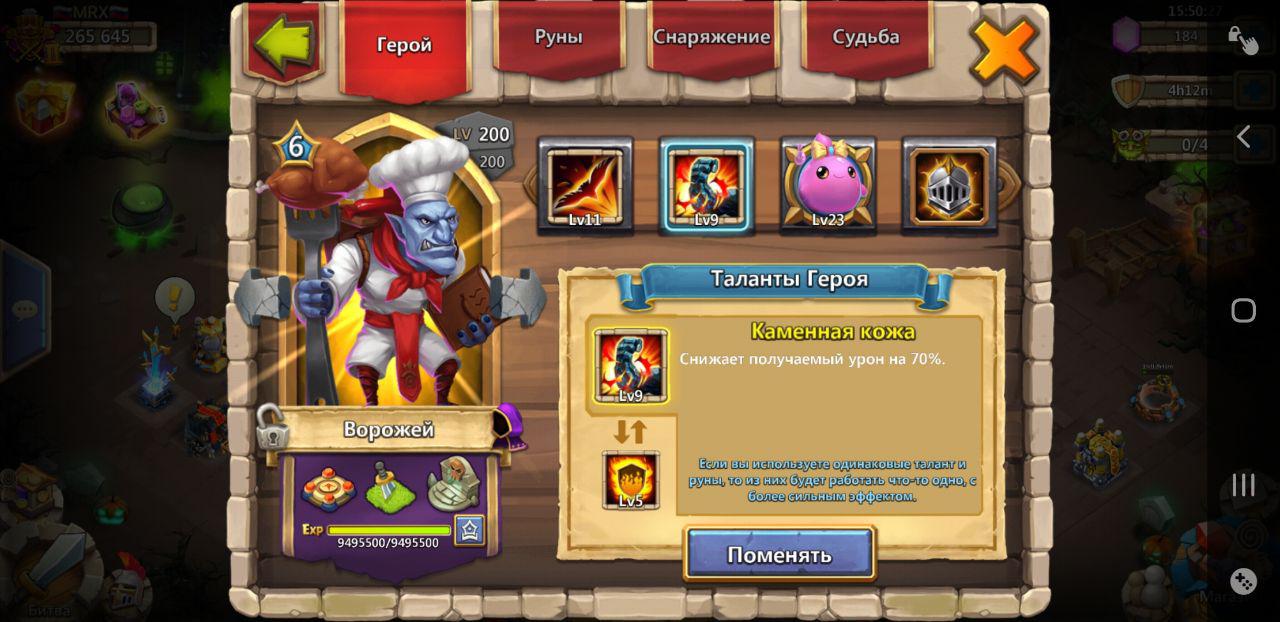 MRX
265 645
15:50:27
184
4h12m
0/4
Герой
Руны
Снаряжение
Судьба
6
LV 200
200
Lv11
Lv9
Lv23
Таланты Героя
Каменная кожа
Снижает получаемый урон на 70%.
Lv9
Lv5
Если вы используете одинаковые талант и
руны, то из них будет работать что-то одно, с
более сильным эффектом.
Поменять
Ворожей
Exp
9495500/9495500
Битва